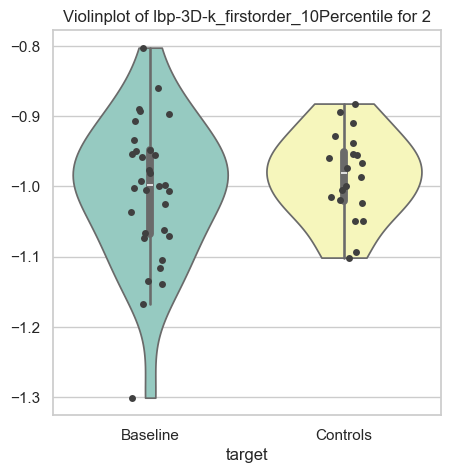 Violinplot of lbp-3D-k_firstorder_10Percentile for 2
−0.8
−0.9
−1.0
−1.1
−1.2
−1.3
Baseline
Controls
target